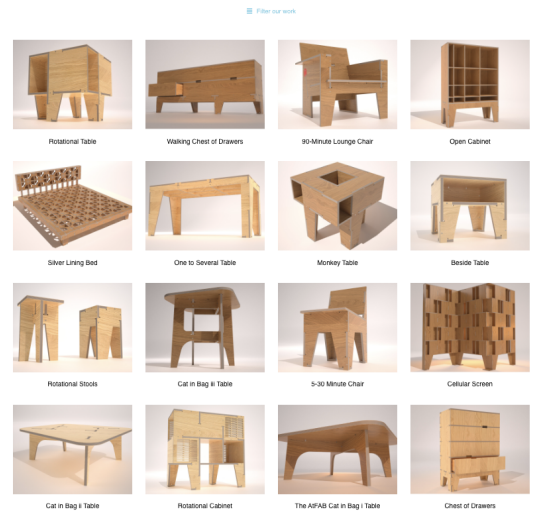 Filter our work
Rotational Table
Walking Chest of Drawers
90-Minute Lounge Chair
Open Cabinet
Silver Lining Bed
One to Several Table
Monkey Table
Beside Table
Rotational Stools
Cat in Bag iii Table
5-30 Minute Chair
Cellular Screen
Cat in Bag ii Table
Rotational Cabinet
The AtFAB Cat in Bag i Table
Chest of Drawers